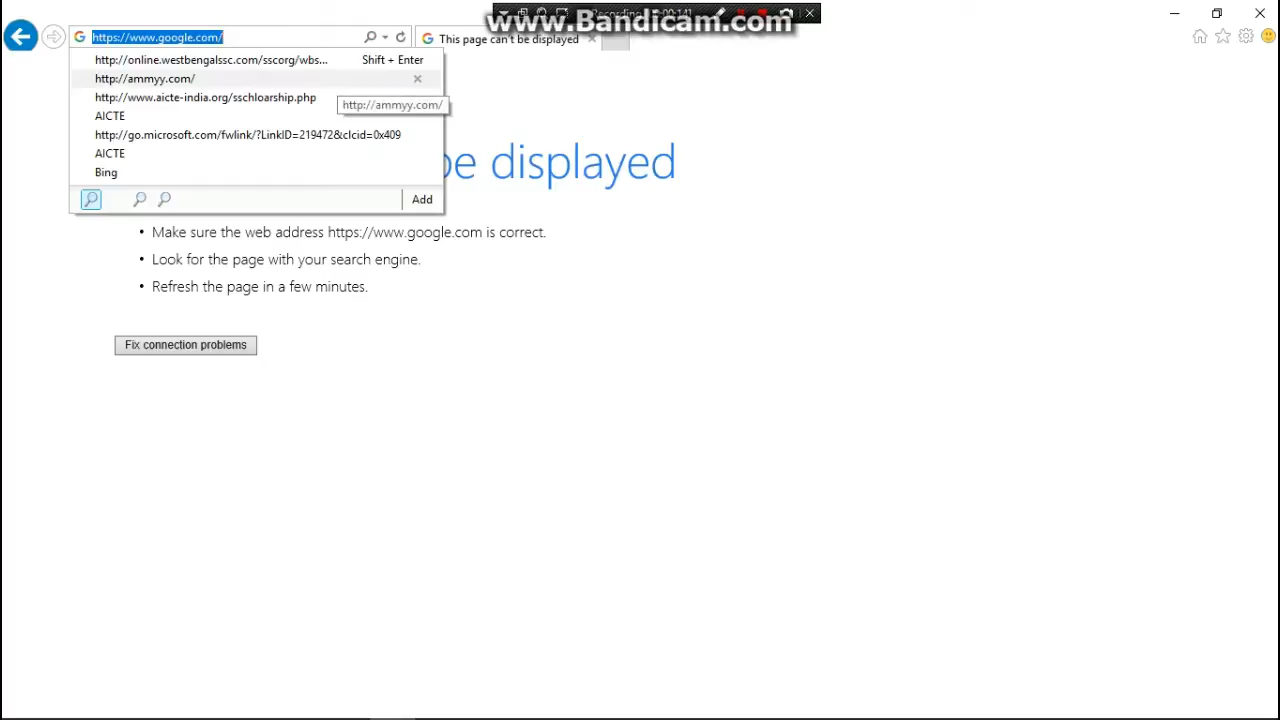 www.Bandicam.com
https://www.google.com/
This page can't be displayed
http://online.westbengalssc.com/sscorg/wbs... Shift + Enter
http://ammyy.com/
http://www.aicte-india.org/sschloarship.php
http://ammyy.com/
AICTE
http://go.microsoft.com/fwlink/?LinkID=219472&clcid=0x409
AICTE
be displayed
Bing
Add
• Make sure the web address https://www.google.com is correct.
• Look for the page with your search engine.
• Refresh the page in a few minutes.
Fix connection problems